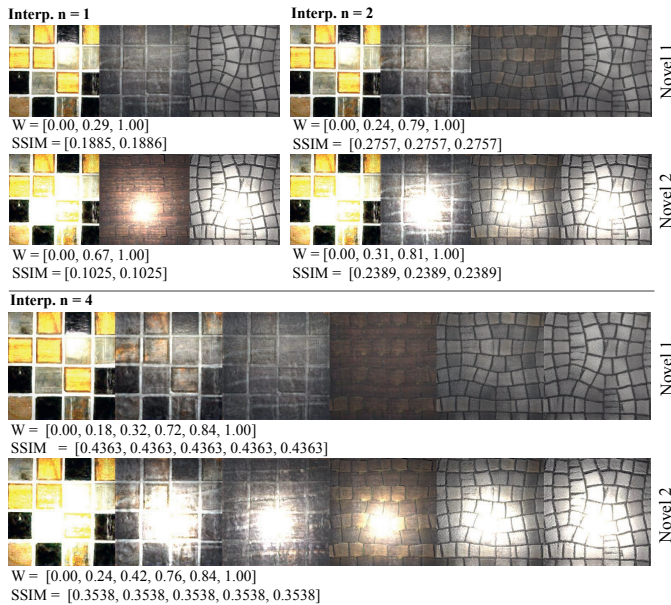 Interp. n = 1
Interp. n = 2
Novel 1
W = [0.00, 0.29, 1.00]
SSIM = [0.1885, 0.1886]
W = [0.00, 0.24, 0.79, 1.00]
SSIM = [0.2757, 0.2757, 0.2757]
Novel 2
W = [0.00, 0.67, 1.00]
SSIM = [0.1025, 0.1025]
W = [0.00, 0.31, 0.81, 1.00]
SSIM = [0.2389, 0.2389, 0.2389]
Interp. n = 4
Novel 1
W = [0.00, 0.18, 0.32, 0.72, 0.84, 1.00]
SSIM = [0.4363, 0.4363, 0.4363, 0.4363, 0.4363]
Novel 2
W = [0.00, 0.24, 0.42, 0.76, 0.84, 1.00]
SSIM = [0.3538, 0.3538, 0.3538, 0.3538, 0.3538]